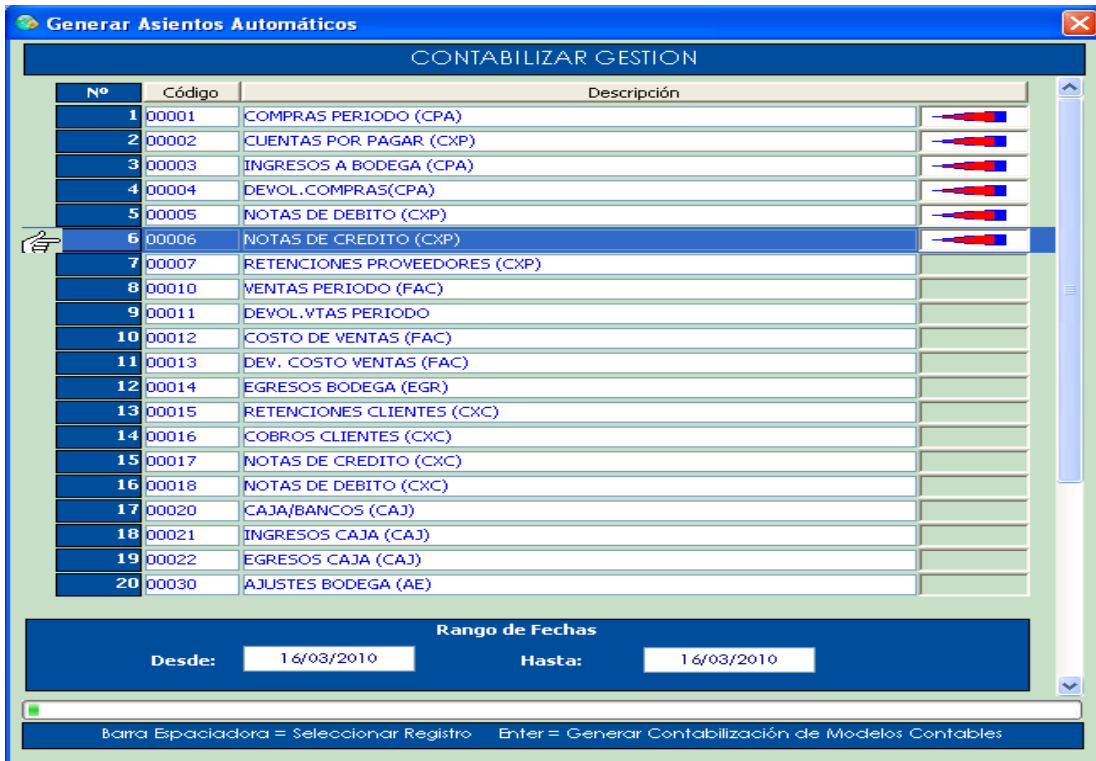 Generar Asientos Automáticos
CONTABILIZAR GESTION
Nº Código Descripción
1 00001 COMPRAS PERIODO (CPA)
2 00002 CUENTAS POR PAGAR (CXP)
3 00003 INGRESOS A BODEGA (CPA)
4 00004 DEVOL.COMPRAS(CPA)
5 00005 NOTAS DE DEBITO (CXP)
6 00006 NOTAS DE CREDITO (CXP)
7 00007 RETENCIONES PROVEEDORES (CXP)
8 00010 VENTAS PERIODO (FAC)
9 00011 DEVOL.VTAS PERIODO
10 00012 COSTO DE VENTAS (FAC)
11 00013 DEV. COSTO VENTAS (FAC)
12 00014 EGRESOS BODEGA (EGR)
13 00015 RETENCIONES CLIENTES (CXC)
14 00016 COBROS CLIENTES (CXC)
15 00017 NOTAS DE CREDITO (CXC)
16 00018 NOTAS DE DEBITO (CXC)
17 00020 CAJA/BANCOS (CAJ)
18 00021 INGRESOS CAJA (CAJ)
19 00022 EGRESOS CAJA (CAJ)
20 00030 AJUSTES BODEGA (AE)
Rango de Fechas
Desde: 16/03/2010 Hasta: 16/03/2010
Barra Espaciadora = Seleccionar Registro Enter = Generar Contabilización de Modelos Contables